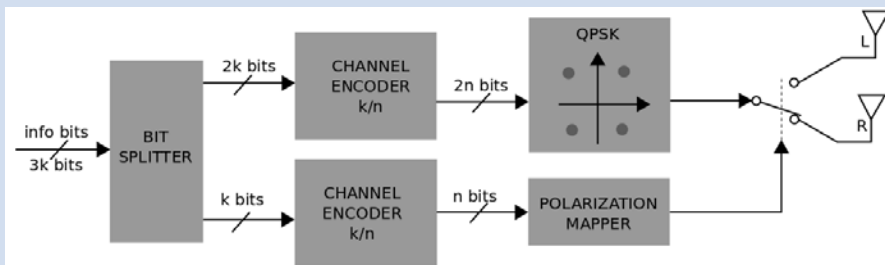 info bits
3k bits
BIT
SPLITTER
2k bits
CHANNEL
ENCODER
k/n
2n bits
QPSK
L
R
k bits
CHANNEL
ENCODER
k/n
n bits
POLARIZATION
MAPPER